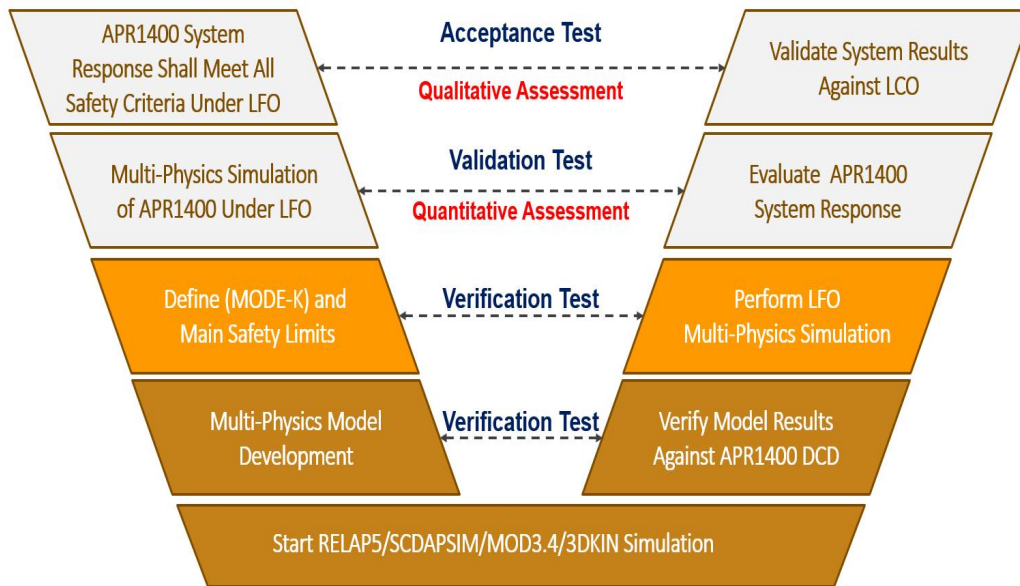 APR1400 System
Response Shall Meet All
Safety Criteria Under LFO
Acceptance Test
Qualitative Assessment
Validate System Results
Against LCO
Multi-Physics Simulation
of APR1400 Under LFO
Validation Test
Quantitative Assessment
Evaluate APR1400
System Response
Define (MODE-K) and
Main Safety Limits
Verification Test
Perform LFO
Multi-Physics Simulation
Multi-Physics Model
Development
Verification Test
Verify Model Results
Against APR1400 DCD
Start RELAP5/SCDAPSIM/MOD3.4/3DKIN Simulation